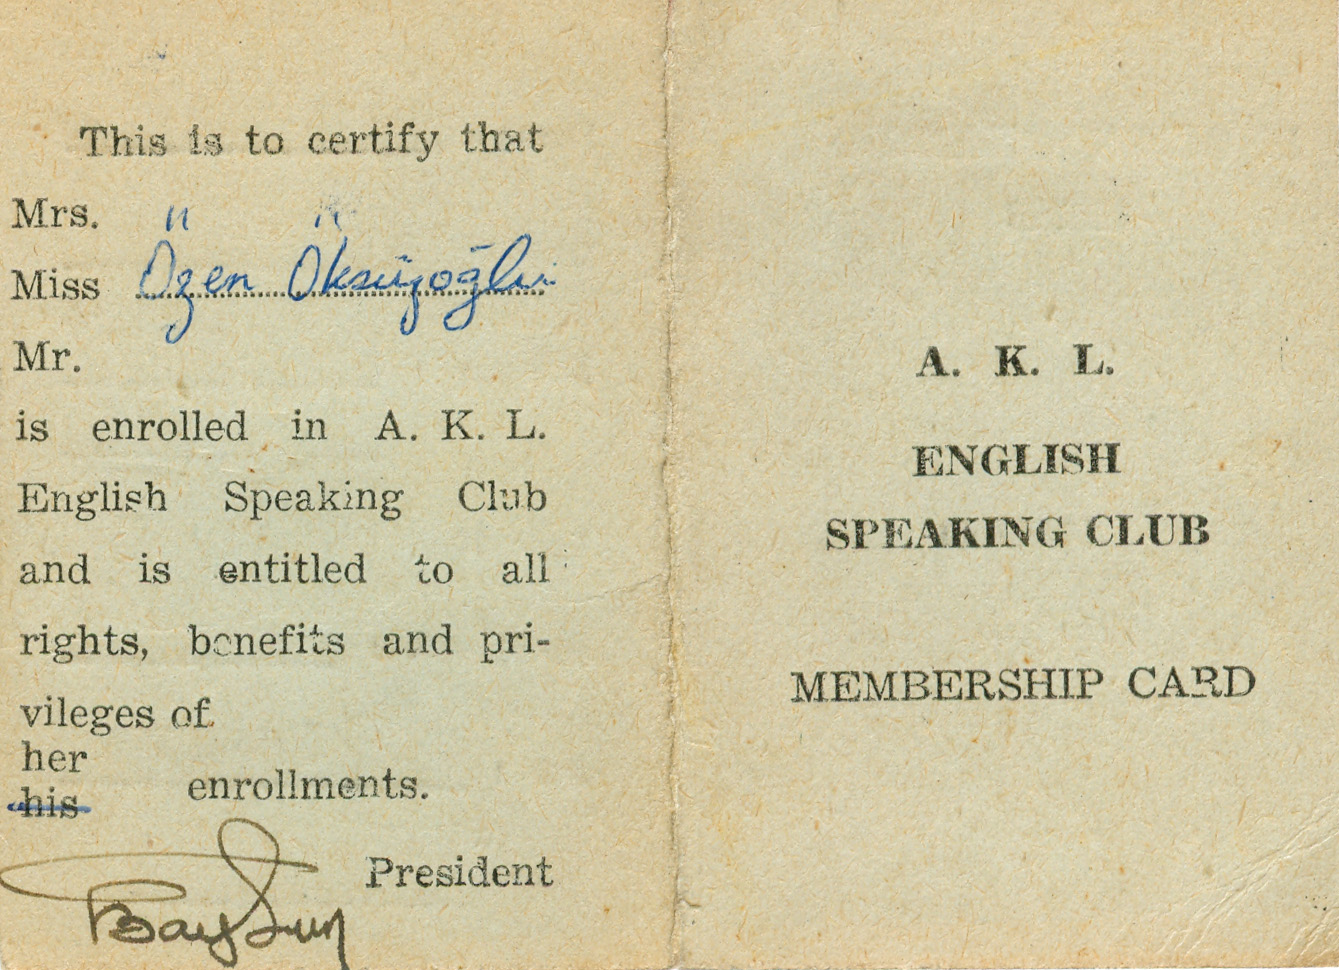 This is to certify that
Mrs.
Miss Özen Öksüzoğlu
Mr.
is enrolled in A. K. L.
English Speaking Club
and is entitled to all
rights, benefits and pri-
vileges of
her
his
enrollments.
President
A. K. L.
ENGLISH
SPEAKING CLUB
MEMBERSHIP CARD